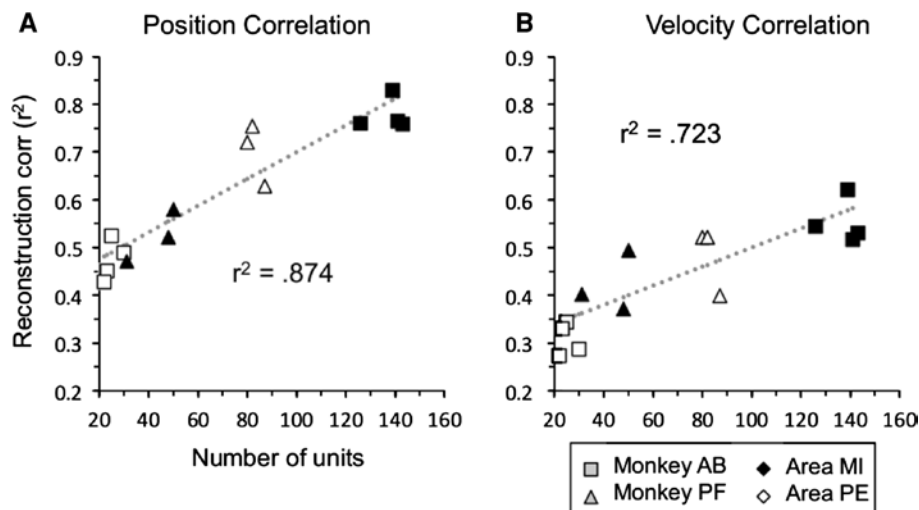 A Position Correlation
0.9
0.8
0.7
0.6
0.5
0.4
0.3
0.2
Reconstruction corr (r²)
r² = .874
20 40 60 80 100 120 140 160
Number of units
B Velocity Correlation
0.9
0.8
0.7
0.6
0.5
0.4
0.3
0.2
r² = .723
20 40 60 80 100 120 140 160
Monkey AB Area MI
Monkey PF Area PE